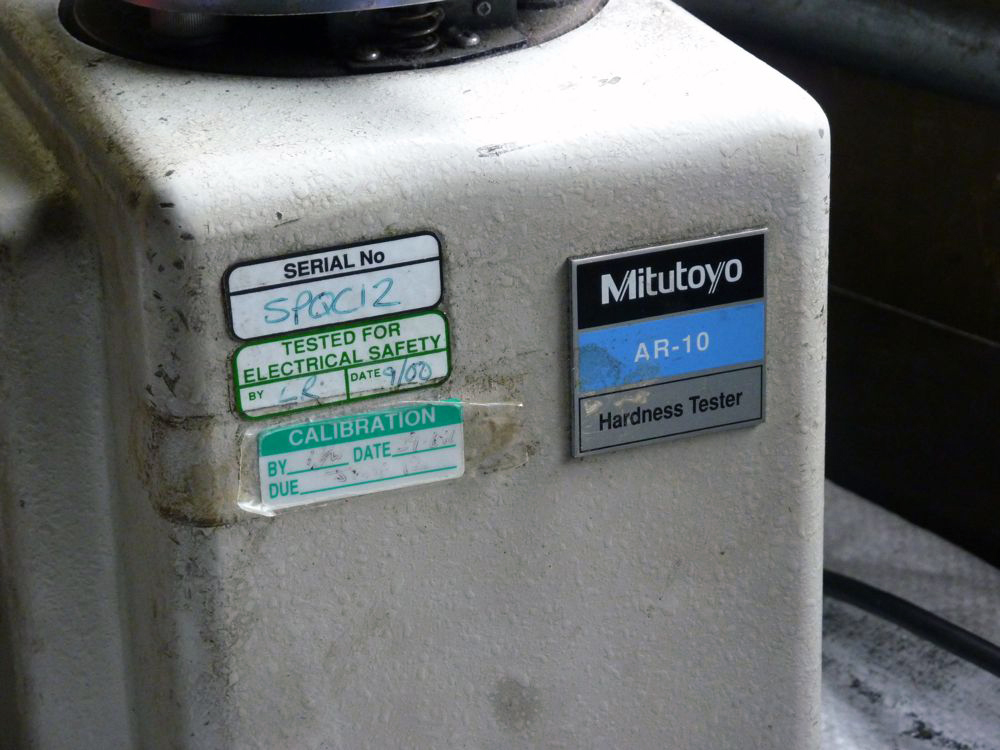 SERIAL No
SPQC12
TESTED FOR
ELECTRICAL SAFETY
BY LR DATE 9/00
CALIBRATION
BY DATE
DUE
Mitutoyo
AR-10
Hardness Tester